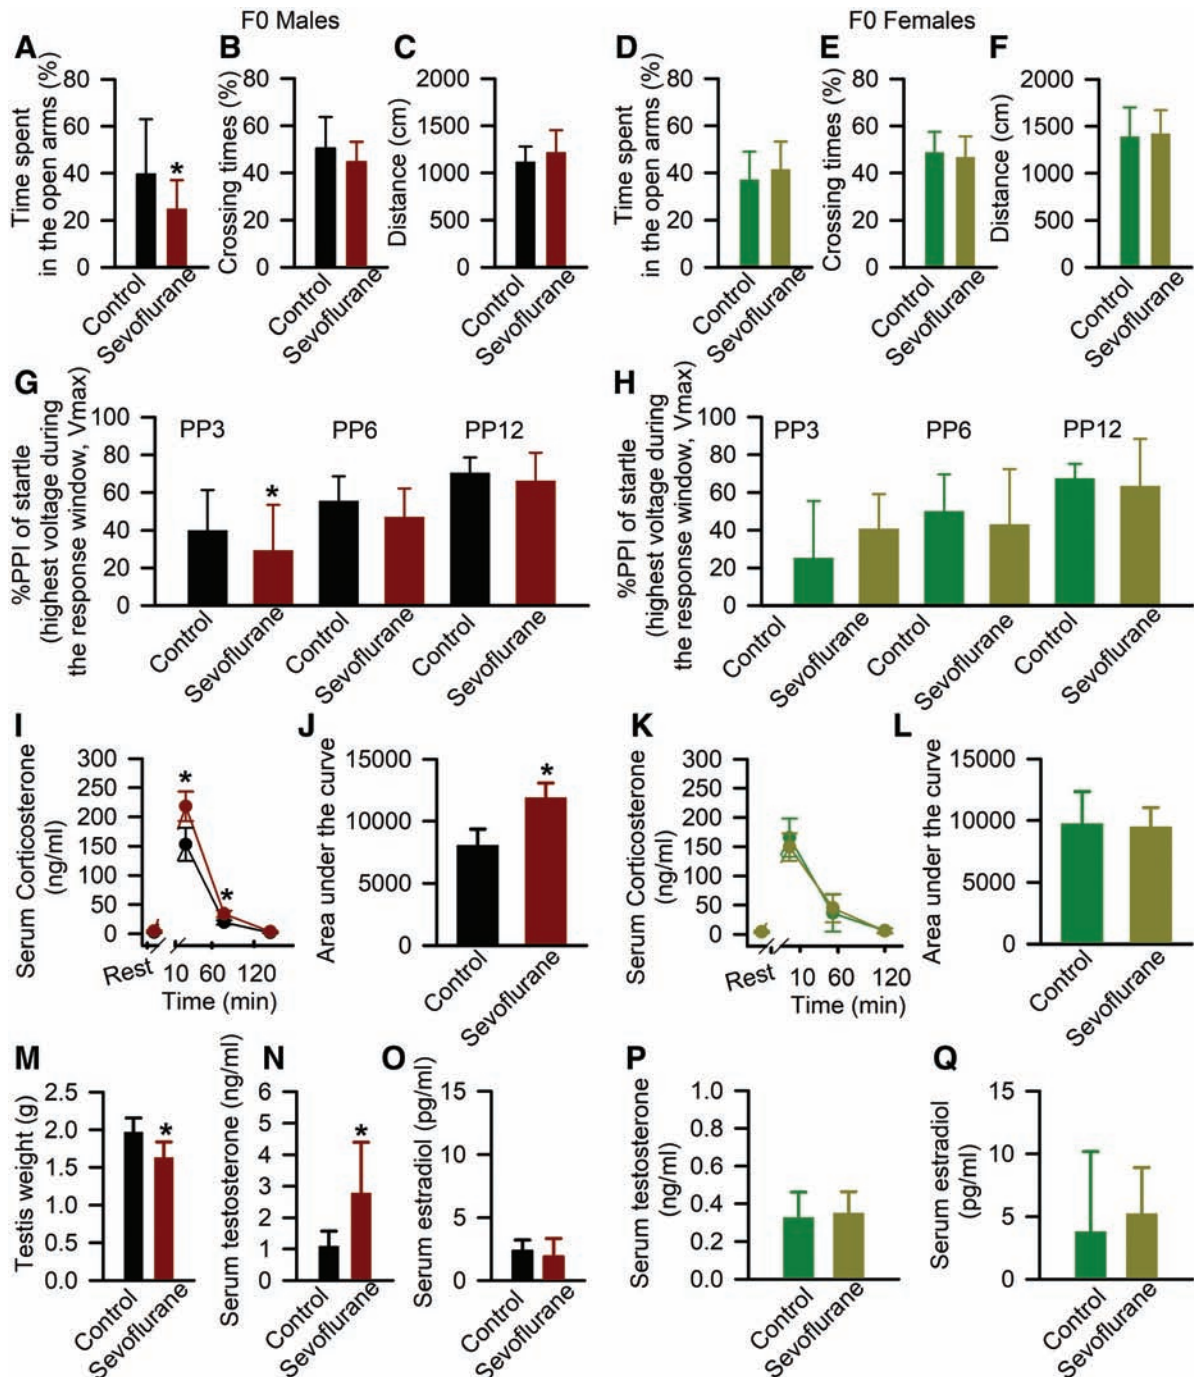 F0 Males
F0 Females
A
Time spent
in the open arms (%)
80
60
40
20
0
*
Control
Sevoflurane
B
Crossing times (%)
80
60
40
20
0
Control
Sevoflurane
C
Distance (cm)
2000
1500
1000
500
0
Control
Sevoflurane
D
Time spent
in the open arms (%)
80
60
40
20
0
Control
Sevoflurane
E
Crossing times (%)
80
60
40
20
0
Control
Sevoflurane
F
Distance (cm)
2000
1500
1000
500
0
Control
Sevoflurane
G
%PPI of startle
(highest voltage during
the response window, Vmax)
100
80
60
40
20
0
PP3
PP6
PP12
*
Control
Sevoflurane
Control
Sevoflurane
Control
Sevoflurane
H
%PPI of startle
(highest voltage during
the response window, Vmax)
100
80
60
40
20
0
PP3
PP6
PP12
Control
Sevoflurane
Control
Sevoflurane
Control
Sevoflurane
I
Serum Corticosterone
(ng/ml)
300
250
200
150
100
50
0
*
*
Rest
10
60
120
Time (min)
J
Area under the curve
15000
10000
5000
0
*
Control
Sevoflurane
K
Serum Corticosterone
(ng/ml)
300
250
200
150
100
50
0
Rest
10
60
120
Time (min)
L
Area under the curve
15000
10000
5000
0
Control
Sevoflurane
M
Testis weight (g)
2.5
2.0
1.5
1.0
0.5
0.0
*
Control
Sevoflurane
N
Serum testosterone (ng/ml)
6
5
4
3
2
1
0
*
Control
Sevoflurane
O
Serum estradiol (pg/ml)
15
10
5
0
Control
Sevoflurane
P
Serum testosterone
(ng/ml)
1.0
0.8
0.6
0.4
0.2
0.0
Control
Sevoflurane
Q
Serum estradiol
(pg/ml)
15
10
5
0
Control
Sevoflurane